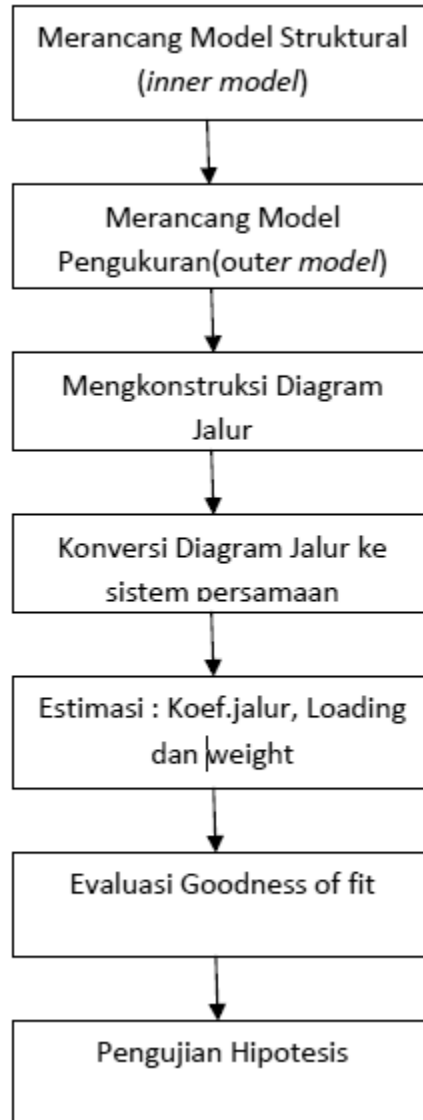 Merancang Model Struktural
(inner model)
Merancang Model
Pengukuran(outer model)
Mengkonstruksi Diagram
Jalur
Konversi Diagram Jalur ke
sistem persamaan
Estimasi : Koef.jalur, Loading
dan weight
Evaluasi Goodness of fit
Pengujian Hipotesis